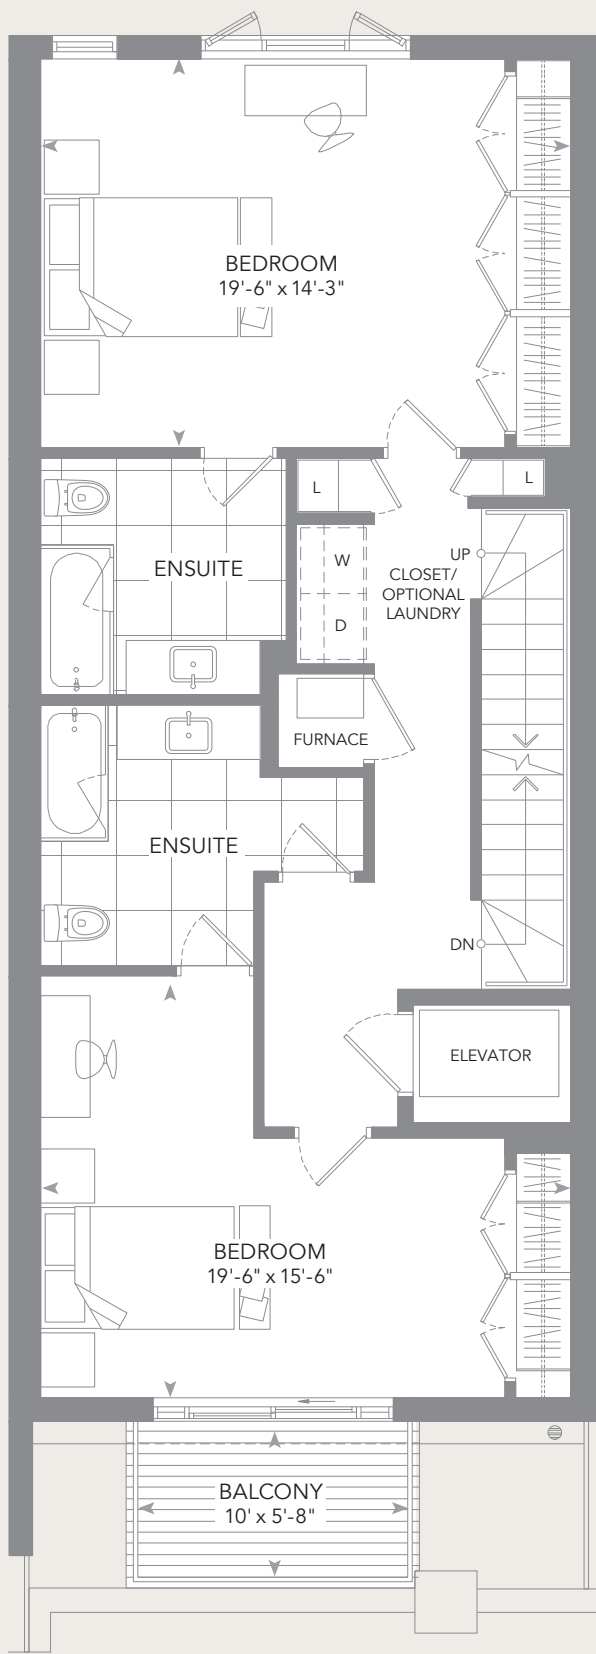 BEDROOM
19'-6" x 14'-3"
L
L
ENSUITE
W
D
UP
CLOSET/
OPTIONAL
LAUNDRY
FURNACE
ENSUITE
DN
ELEVATOR
BEDROOM
19'-6" x 15'-6"
BALCONY
10' x 5'-8"